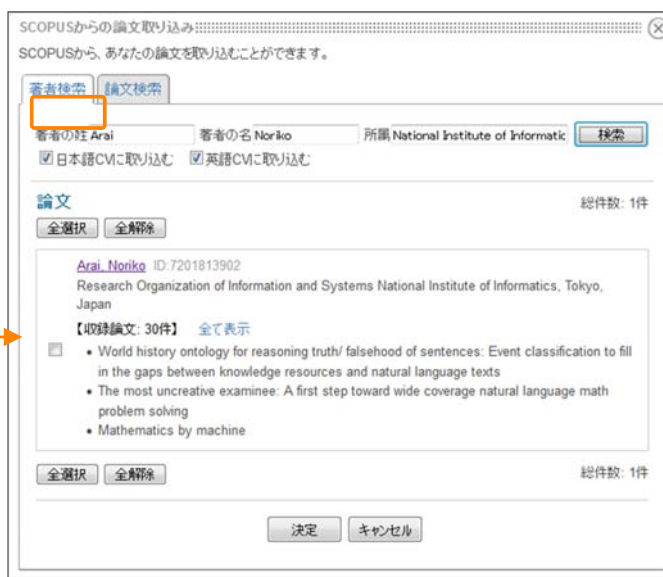 SCOPUSからの論文取り込み
SCOPUSから、あなたの論文を取り込むことができます。
著者検索 論文検索
著者の姓 Arai 著者の名 Noriko 所属 National Institute of Informatic 検索
日本語CVに取り込む 英語CVに取り込む
論文 総件数: 1件
全選択 全解除
Arai, Noriko ID:7201813902
Research Organization of Information and Systems National Institute of Informatics, Tokyo,
Japan
【収録論文: 30件】 全て表示
• World history ontology for reasoning truth/ falsehood of sentences: Event classification to fill
in the gaps between knowledge resources and natural language texts
• The most uncreative examinee: A first step toward wide coverage natural language math
problem solving
• Mathematics by machine
全選択 全解除 総件数: 1件
決定 キャンセル